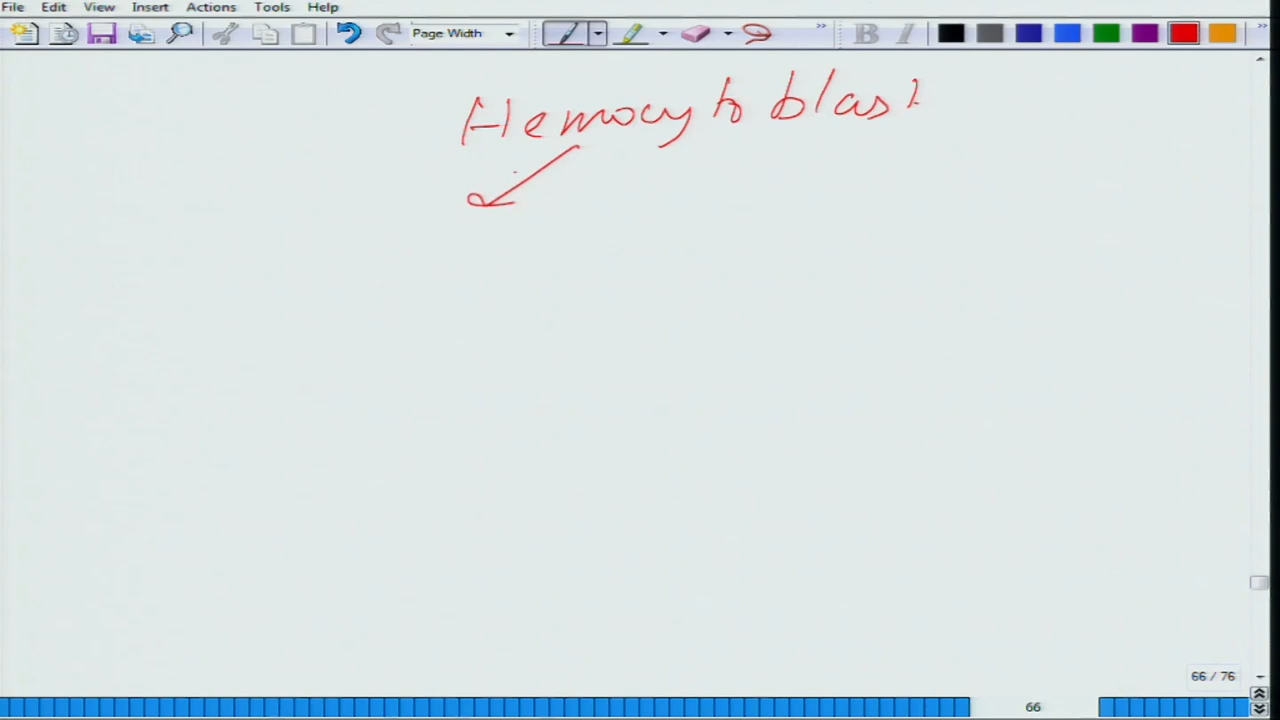 File Edit View Insert Actions Tools Help
Page Width
B I
Hemocytoblast
66 / 76
66